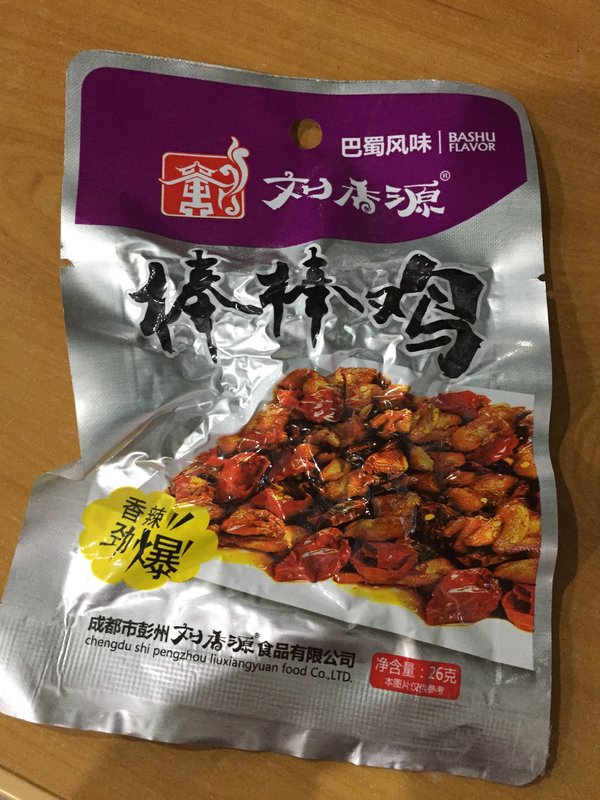 巴蜀风味 BASHU FLAVOR
刘香源®
棒棒鸡
香辣
劲爆
成都市彭州刘香源®食品有限公司
chengdu shi pengzhou liuxiangyuan food Co.,LTD.
净含量：26克
本图片仅作参考